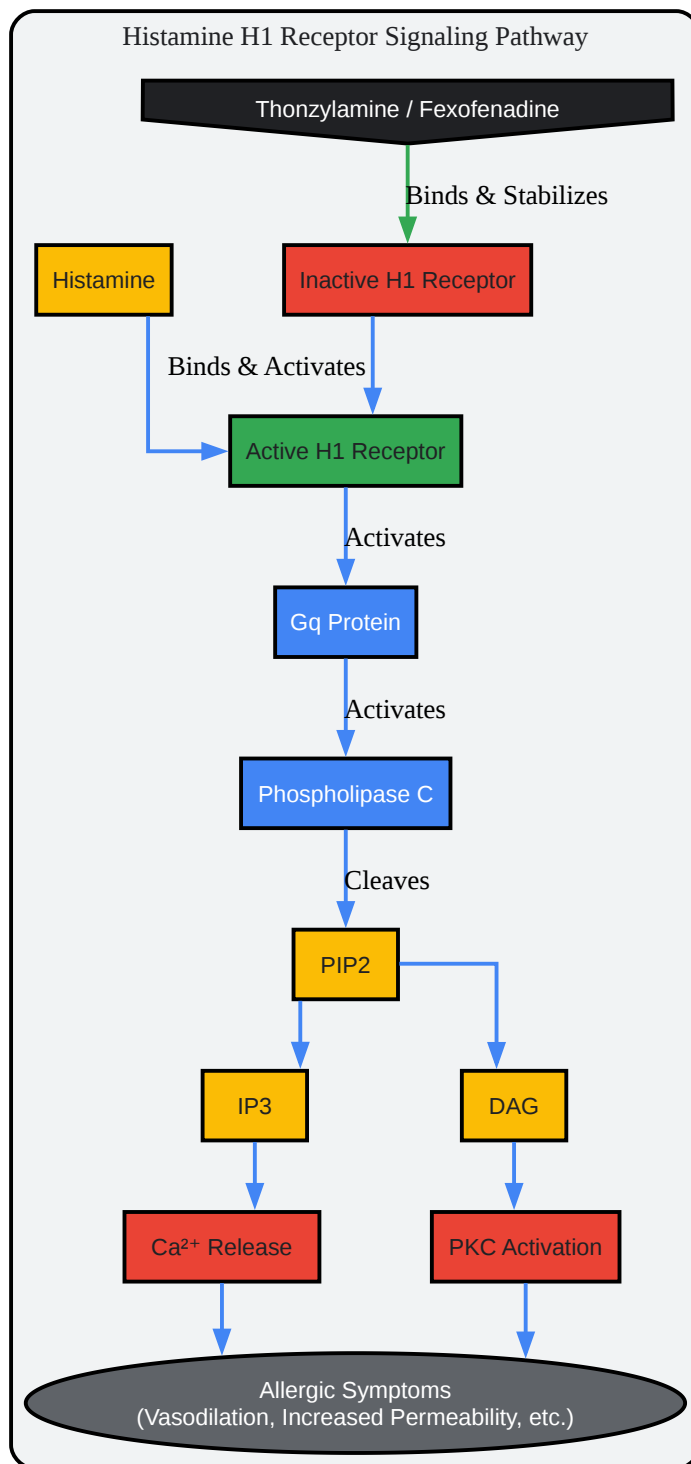 Histamine H1 Receptor Signaling Pathway
Thonzylamine / Fexofenadine
Binds & Stabilizes
Histamine
Inactive H1 Receptor
Binds & Activates
Active H1 Receptor
Activates
Gq Protein
Activates
Phospholipase C
Cleaves
PIP2
IP3
DAG
Ca²⁺ Release
PKC Activation
Allergic Symptoms
(Vasodilation, Increased Permeability, etc.)